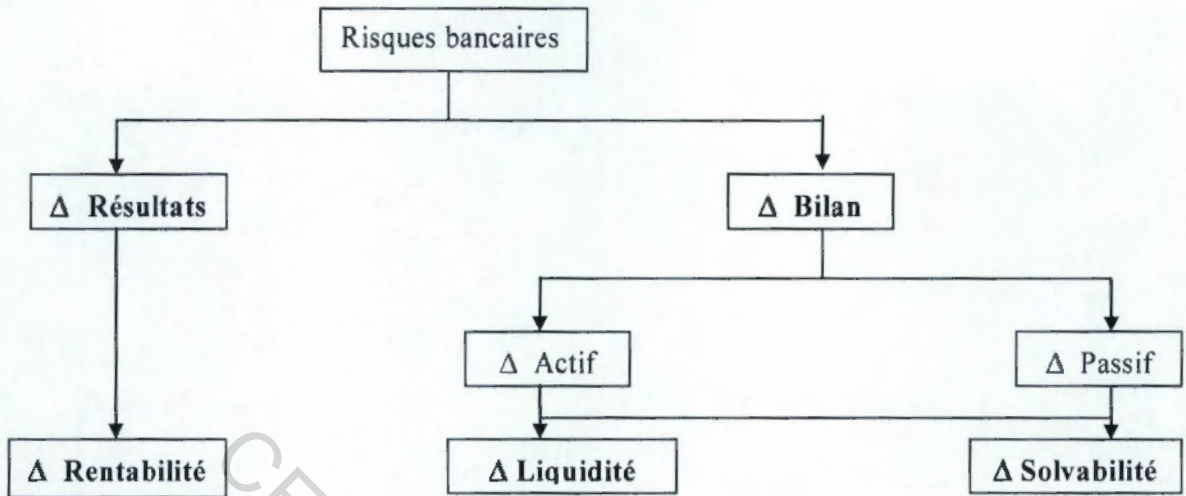 Risques bancaires
Δ Résultats
Δ Bilan
Δ Actif
Δ Passif
Δ Rentabilité
Δ Liquidité
Δ Solvabilité